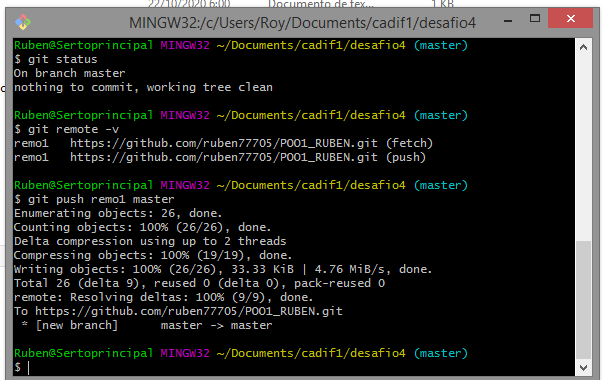 22/10/2020 6:00 Documento de tex... 1 KB
MINGW32:/c/Users/Roy/Documents/cadif1/desafio4
Ruben@Sertoprincipal MINGW32 ~/Documents/cadif1/desafio4 (master)
$ git status
On branch master
nothing to commit, working tree clean
Ruben@Sertoprincipal MINGW32 ~/Documents/cadif1/desafio4 (master)
$ git remote -v
remo1 https://github.com/ruben77705/POO1_RUBEN.git (fetch)
remo1 https://github.com/ruben77705/POO1_RUBEN.git (push)
Ruben@Sertoprincipal MINGW32 ~/Documents/cadif1/desafio4 (master)
$ git push remo1 master
Enumerating objects: 26, done.
Counting objects: 100% (26/26), done.
Delta compression using up to 2 threads
Compressing objects: 100% (19/19), done.
Writing objects: 100% (26/26), 33.33 KiB | 4.76 MiB/s, done.
Total 26 (delta 9), reused 0 (delta 0), pack-reused 0
remote: Resolving deltas: 100% (9/9), done.
To https://github.com/ruben77705/POO1_RUBEN.git
 * [new branch] master -> master
Ruben@Sertoprincipal MINGW32 ~/Documents/cadif1/desafio4 (master)
$